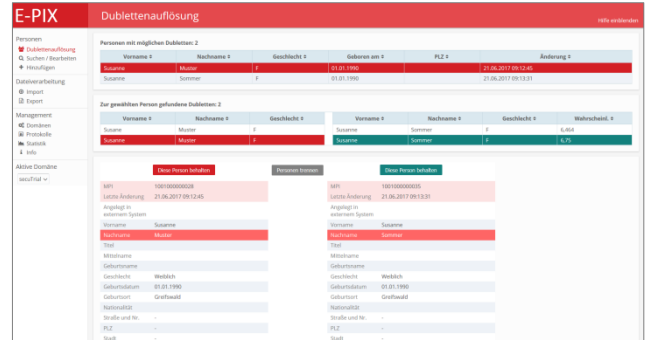 E-PIX
Dublettenauflösung
Hilfe einblenden
Personen
Dublettenauflösung
Suchen / Bearbeiten
Hinzufügen
Dateiverarbeitung
Import
Export
Management
Domänen
Protokolle
Statistik
Info
Aktive Domäne
secuTrial
Personen mit möglichen Dubletten: 2
Vorname Nachname Geschlecht Geboren am PLZ Änderung
Susanne Muster F 01.01.1990 21.06.2017 09:12:45
Susanne Sommer F 01.01.1990 21.06.2017 09:13:31
Zur gewählten Person gefundene Dubletten: 2
Vorname Nachname Geschlecht Vorname Nachname Geschlecht Wahrscheinl.
Susane Muster F Susanne Sommer F 6,464
Susanne Muster F Susanne Sommer F 6,75
Diese Person behalten Personen trennen Diese Person behalten
MPI 1001000000028 MPI 1001000000035
Letzte Änderung 21.06.2017 09:12:45 Letzte Änderung 21.06.2017 09:13:31
Angelegt in externem System Angelegt in externem System
Vorname Susanne Vorname Susanne
Nachname Muster Nachname Sommer
Titel Titel
Mittelname Mittelname
Geburtsname Geburtsname
Geschlecht Weiblich Geschlecht Weiblich
Geburtsdatum 01.01.1990 Geburtsdatum 01.01.1990
Geburtsort Greifswald Geburtsort Greifswald
Nationalität Nationalität
Straße und Nr. - Straße und Nr. -
PLZ - PLZ -
Stadt - Stadt -